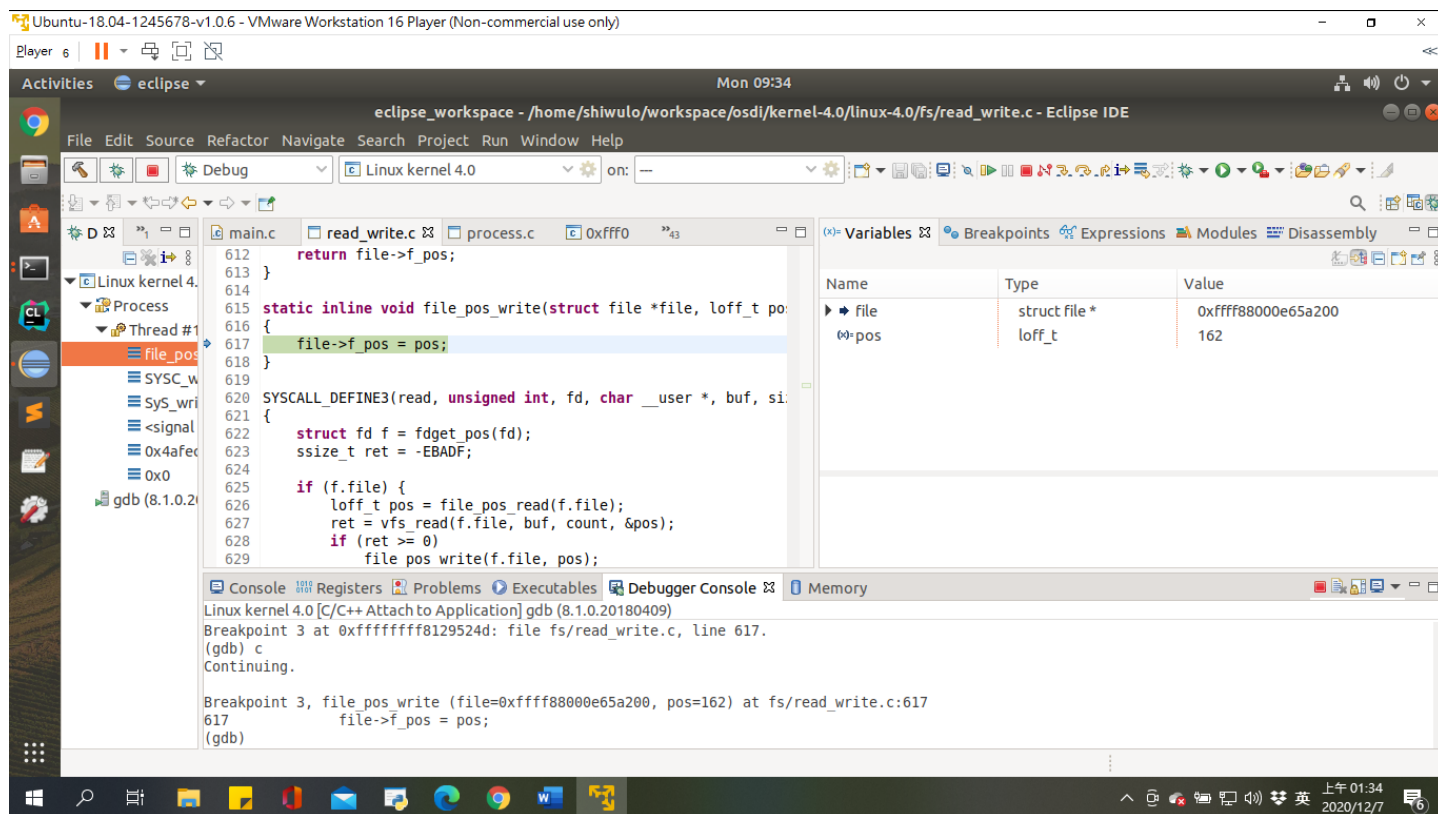 Ubuntu-18.04-1245678-v1.0.6 - VMware Workstation 16 Player (Non-commercial use only)
Player 6
Activities eclipse Mon 09:34
eclipse_workspace - /home/shiwulo/workspace/osdi/kernel-4.0/linux-4.0/fs/read_write.c - Eclipse IDE
File Edit Source Refactor Navigate Search Project Run Window Help
Debug Linux kernel 4.0 on: ---
D »1 main.c read_write.c process.c 0xfff0 »43
Linux kernel 4.
Process
Thread #1
file_pos
SYSC_w
SyS_wri
<signal
0x4afec
0x0
gdb (8.1.0.20
612 return file->f_pos;
613 }
614
615 static inline void file_pos_write(struct file *file, loff_t pos
616 {
617 file->f_pos = pos;
618 }
619
620 SYSCALL_DEFINE3(read, unsigned int, fd, char __user *, buf, siz
621 {
622 struct fd f = fdget_pos(fd);
623 ssize_t ret = -EBADF;
624
625 if (f.file) {
626 loff_t pos = file_pos_read(f.file);
627 ret = vfs_read(f.file, buf, count, &pos);
628 if (ret >= 0)
629 file_pos_write(f.file, pos);
Variables Breakpoints Expressions Modules Disassembly
Name Type Value
file struct file * 0xffff88000e65a200
(x)= pos loff_t 162
Console Registers Problems Executables Debugger Console Memory
Linux kernel 4.0 [C/C++ Attach to Application] gdb (8.1.0.20180409)
Breakpoint 3 at 0xffffffff8129524d: file fs/read_write.c, line 617.
(gdb) c
Continuing.
Breakpoint 3, file_pos_write (file=0xffff88000e65a200, pos=162) at fs/read_write.c:617
617 file->f_pos = pos;
(gdb)
英 上午 01:34
2020/12/7
6